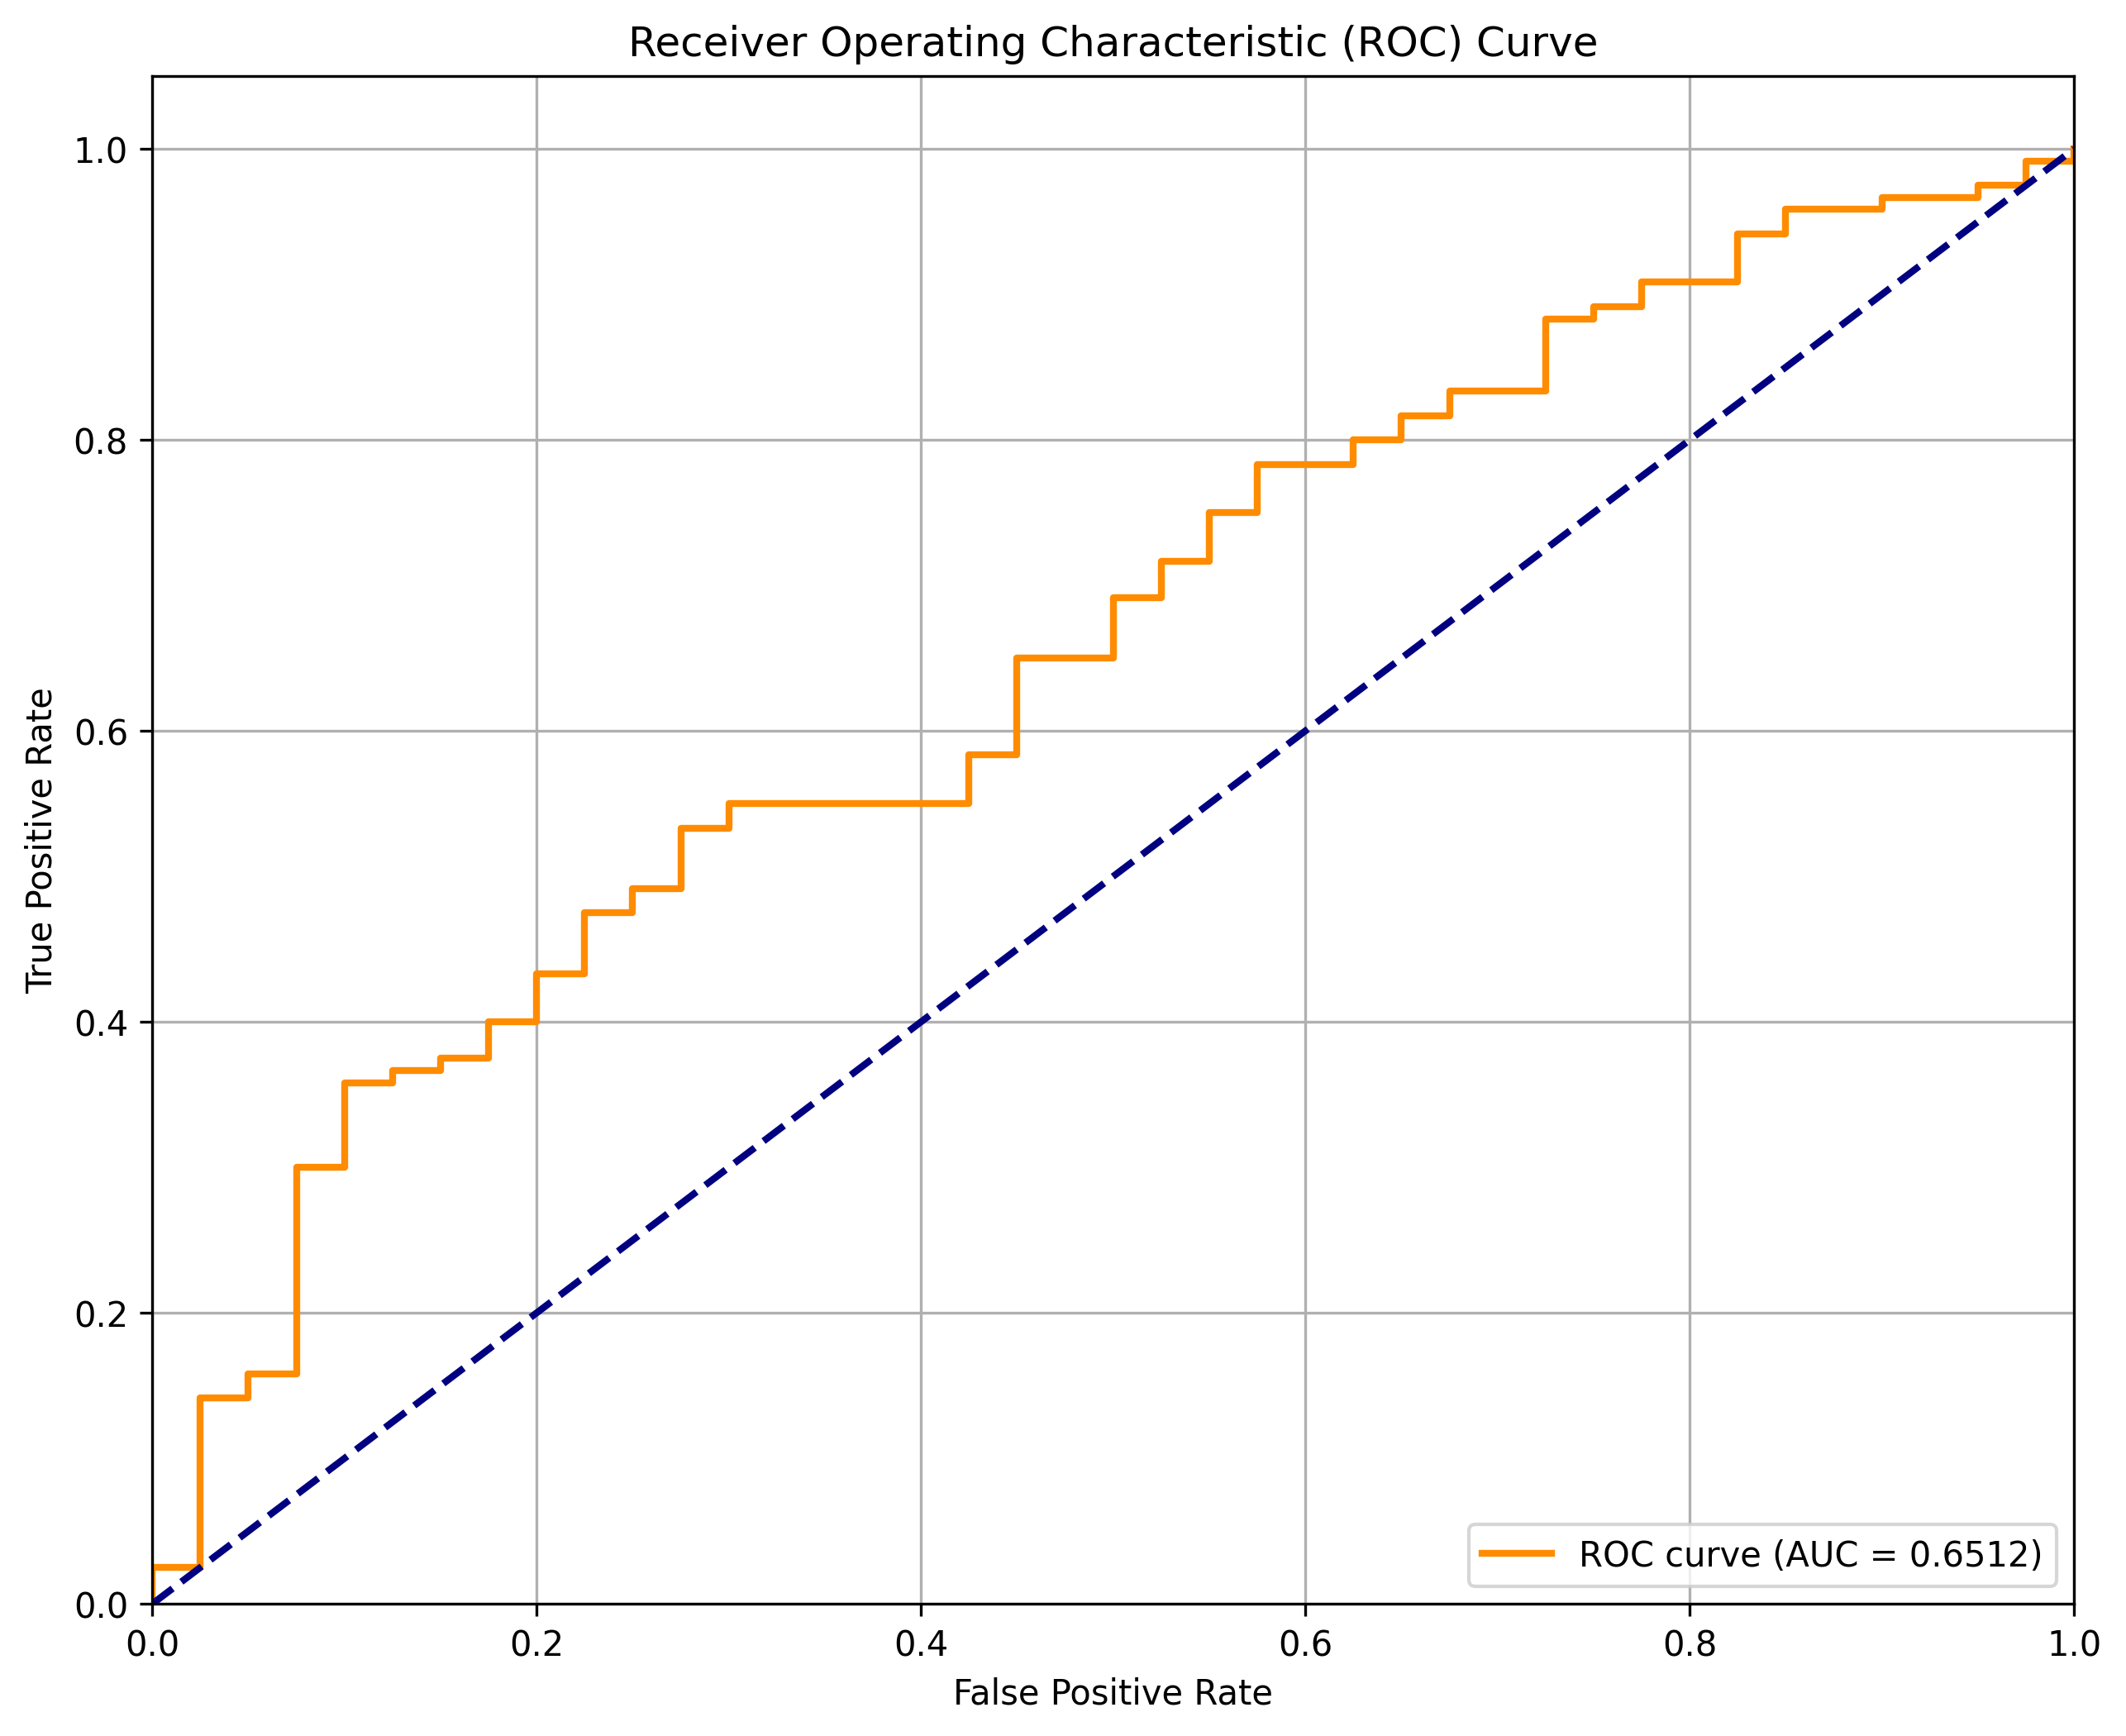 Receiver Operating Characteristic (ROC) Curve
1.0
0.8
0.6
0.4
0.2
0.0
True Positive Rate
ROC curve (AUC = 0.6512)
0.0 0.2 0.4 0.6 0.8 1.0
False Positive Rate